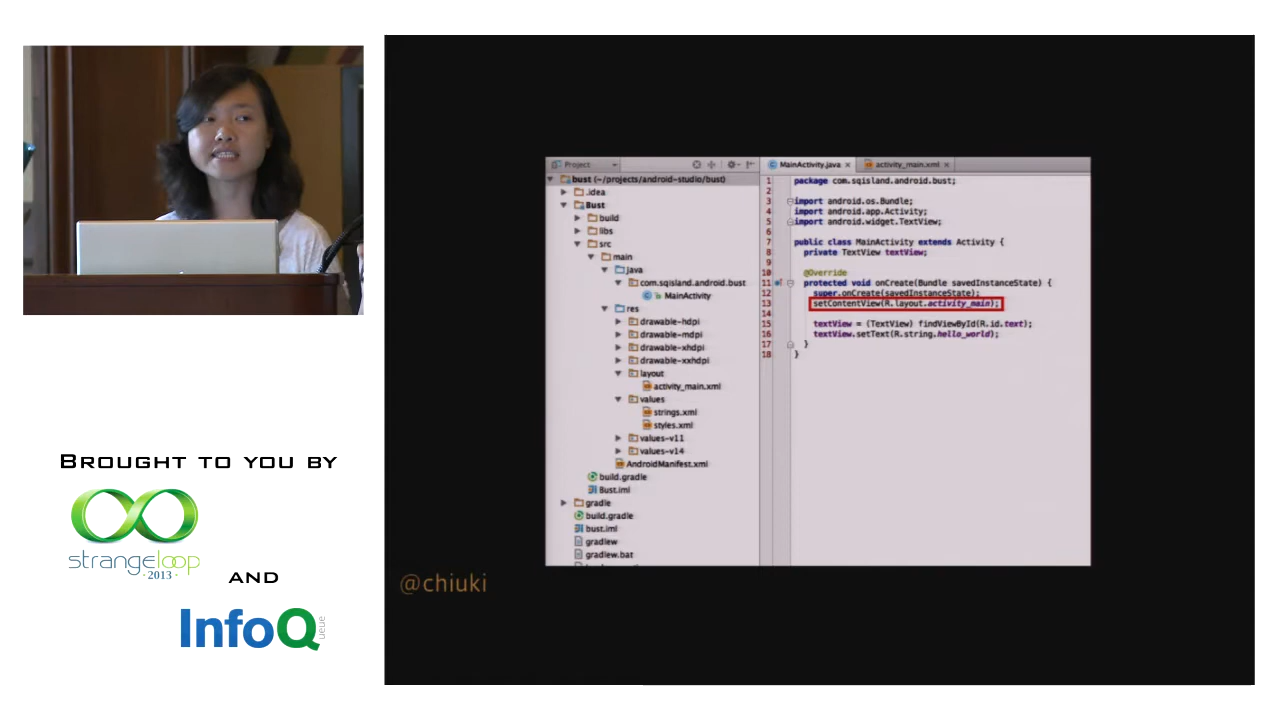 BROUGHT TO YOU BY
strangeloop
· 2013 ·
AND
InfoQ
ueue
Project
bust (~/projects/android-studio/bust)
.idea
Bust
build
libs
src
main
java
com.sqisland.android.bust
MainActivity
res
drawable-hdpi
drawable-mdpi
drawable-xhdpi
drawable-xxhdpi
layout
activity_main.xml
values
strings.xml
styles.xml
values-v11
values-v14
AndroidManifest.xml
build.gradle
Bust.iml
gradle
build.gradle
bust.iml
gradlew
gradlew.bat
MainActivity.java × activity_main.xml ×
1 package com.sqisland.android.bust;
2
3 import android.os.Bundle;
4 import android.app.Activity;
5 import android.widget.TextView;
6
7 public class MainActivity extends Activity {
8 private TextView textView;
9
10 @Override
11 protected void onCreate(Bundle savedInstanceState) {
12 super.onCreate(savedInstanceState);
13 setContentView(R.layout.activity_main);
15 textView = (TextView) findViewById(R.id.text);
16 textView.setText(R.string.hello_world);
17 }
18 }
@chiuki